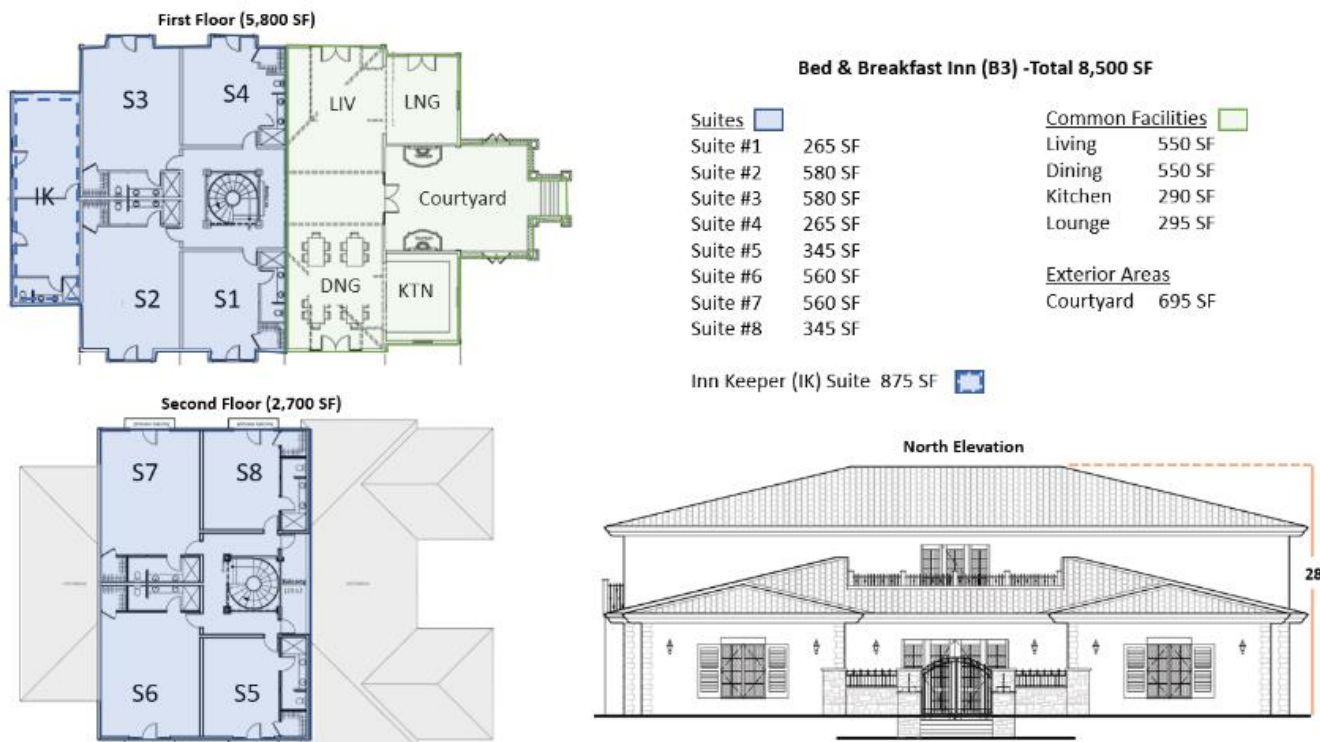 First Floor (5,800 SF)
S3
S4
LIV
LNG
IK
Courtyard
S2
S1
DNG
KTN
Second Floor (2,700 SF)
S7
S8
Balcony
S6
S5
Bed & Breakfast Inn (B3) -Total 8,500 SF
Suites
Suite #1 265 SF
Suite #2 580 SF
Suite #3 580 SF
Suite #4 265 SF
Suite #5 345 SF
Suite #6 560 SF
Suite #7 560 SF
Suite #8 345 SF
Inn Keeper (IK) Suite 875 SF
Common Facilities
Living 550 SF
Dining 550 SF
Kitchen 290 SF
Lounge 295 SF
Exterior Areas
Courtyard 695 SF
North Elevation
28